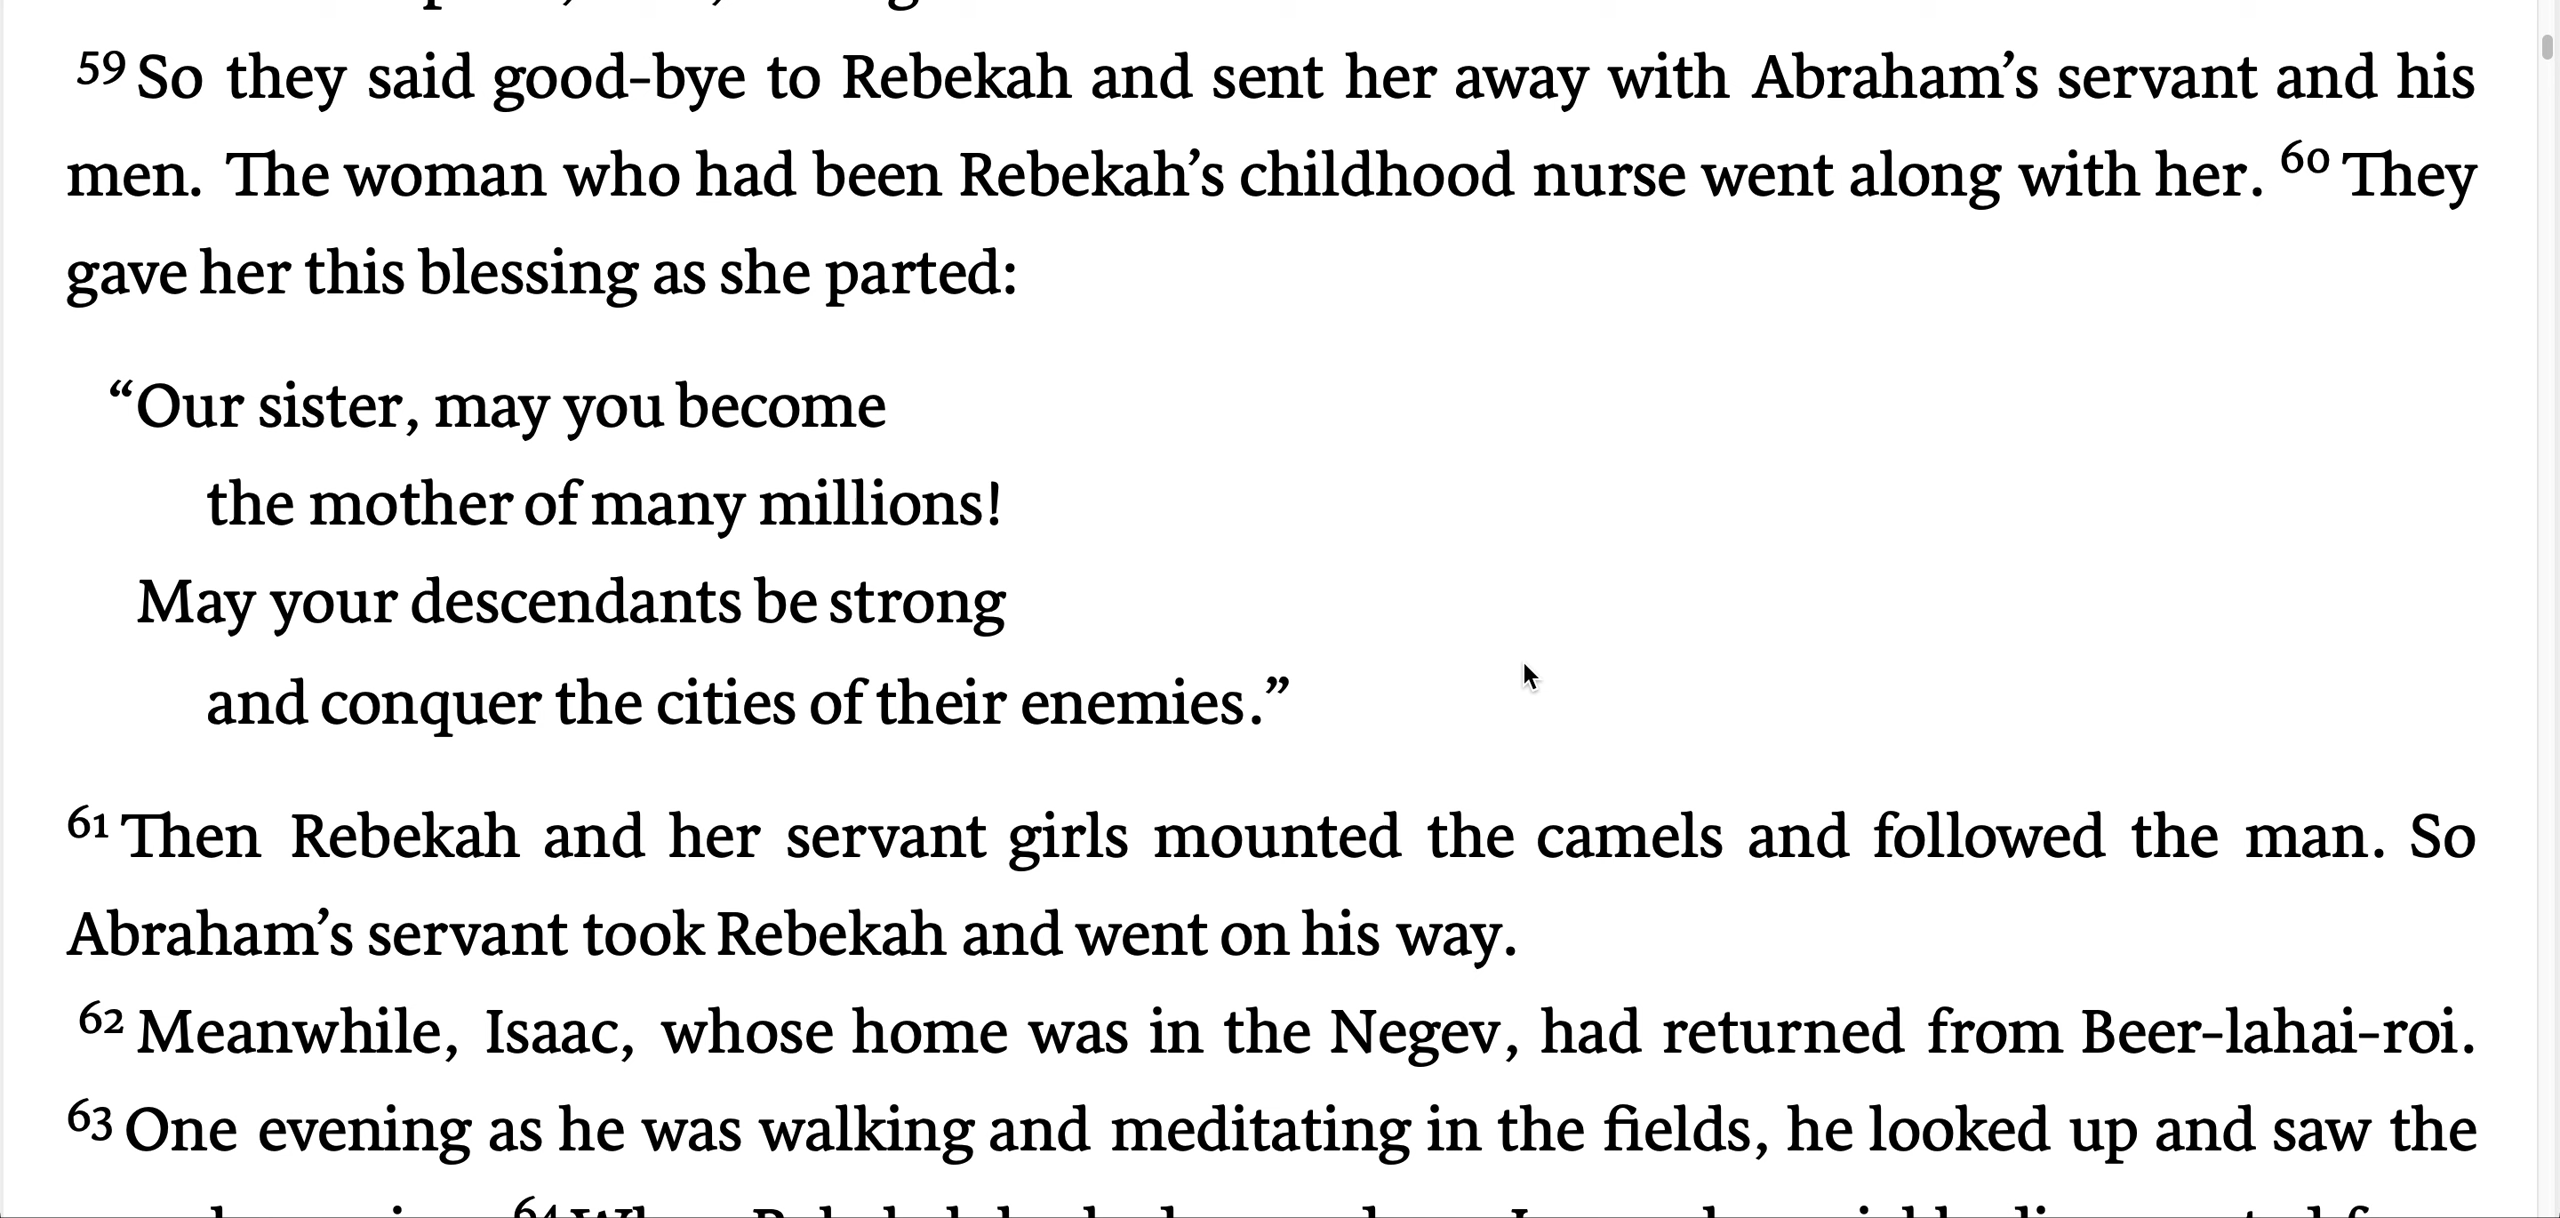 59 So they said good-bye to Rebekah and sent her away with Abraham’s servant and his
men. The woman who had been Rebekah’s childhood nurse went along with her. 60 They
gave her this blessing as she parted:
“Our sister, may you become
the mother of many millions!
May your descendants be strong
and conquer the cities of their enemies.”
61 Then Rebekah and her servant girls mounted the camels and followed the man. So
Abraham’s servant took Rebekah and went on his way.
62 Meanwhile, Isaac, whose home was in the Negev, had returned from Beer-lahai-roi.
63 One evening as he was walking and meditating in the fields, he looked up and saw the